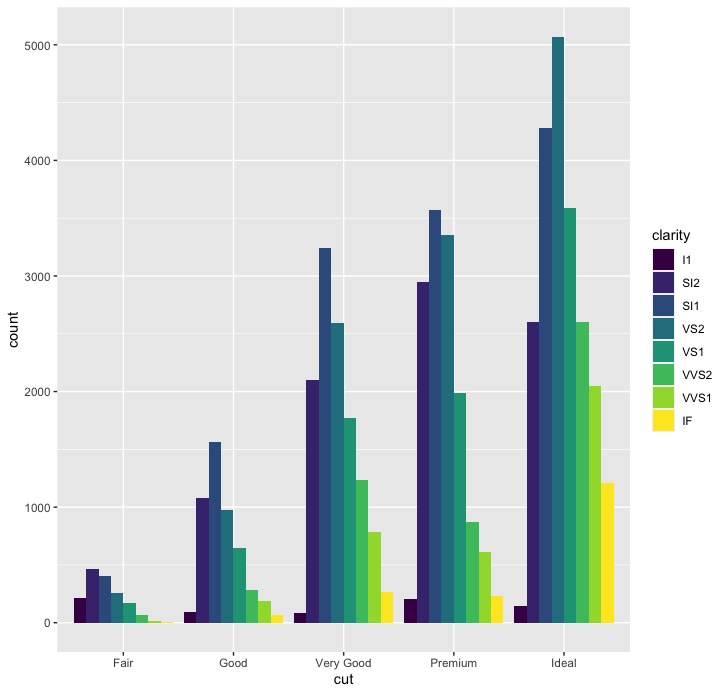 5000
4000
3000
2000
1000
0
count
Fair Good Very Good Premium Ideal
cut
clarity
I1
SI2
SI1
VS2
VS1
VVS2
VVS1
IF